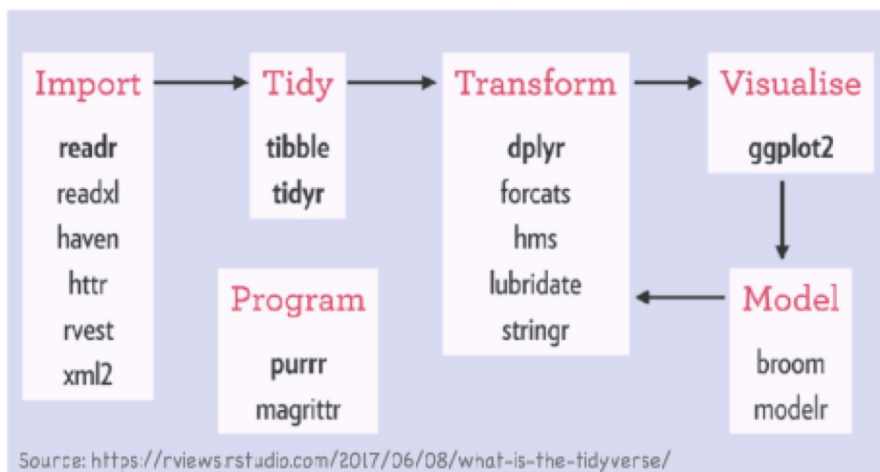 Import
readr
readxl
haven
httr
rvest
xml2
Tidy
tibble
tidyr
Program
purrr
magrittr
Transform
dplyr
forcats
hms
lubridate
stringr
Visualise
ggplot2
Model
broom
modelr
Source: https://rviews.rstudio.com/2017/06/08/what-is-the-tidyverse/